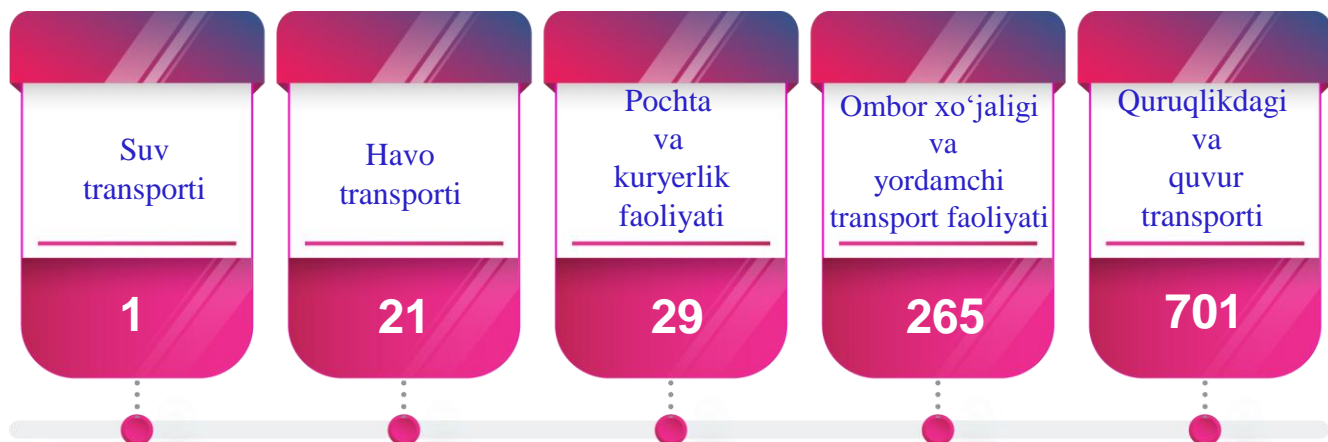 Suv
transporti
1
Havo
transporti
21
Pochta
va
kuryerlik
faoliyati
29
Ombor xo‘jaligi
va
yordamchi
transport faoliyati
265
Quruqlikdagi
va
quvur
transporti
701